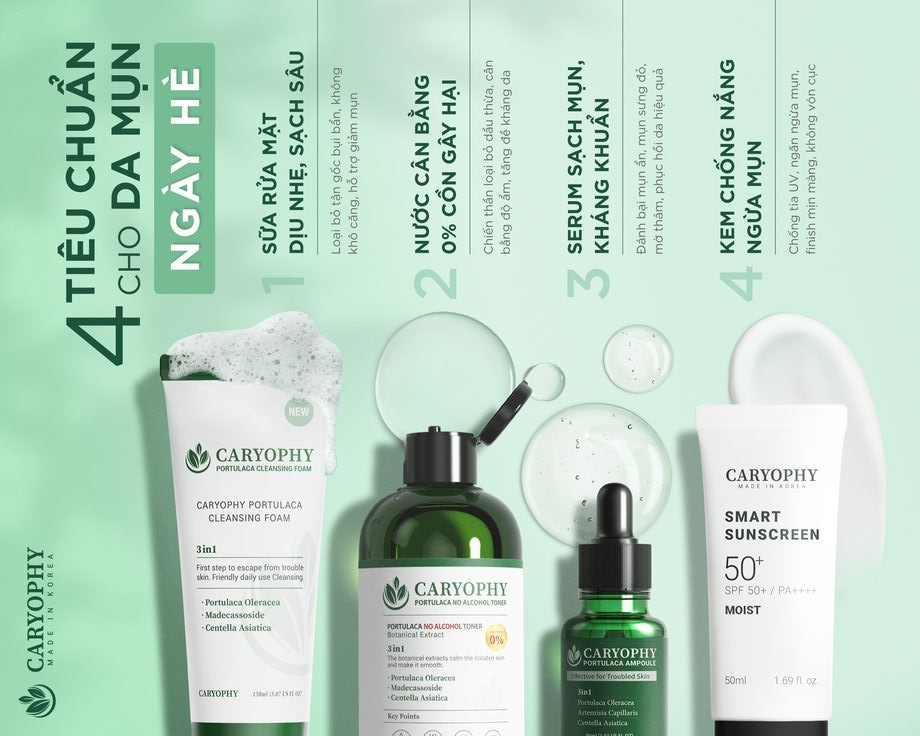 4 TIÊU CHUẨN
CHO DA MỤN
NGÀY HÈ
1
SỮA RỬA MẶT
DỊU NHẸ, SẠCH SÂU
Loại bỏ tận gốc bụi bẩn, không
khô căng, hỗ trợ giảm mụn
2
NƯỚC CÂN BẰNG
0% CỒN GÂY HẠI
Chiến thần loại bỏ dầu thừa, cân
bằng độ ẩm, tăng đề kháng da
3
SERUM SẠCH MỤN,
KHÁNG KHUẨN
Đánh bại mụn ẩn, mụn sưng đỏ,
mờ thâm, phục hồi da hiệu quả
4
KEM CHỐNG NẮNG
NGỪA MỤN
Chống tia UV, ngăn ngừa mụn,
finish mịn màng, không vón cục
CARYOPHY
MADE IN KOREA
NEW
CARYOPHY
PORTULACA CLEANSING FOAM
CARYOPHY PORTULACA
CLEANSING FOAM
3in1
First step to escape from trouble
skin. Friendly daily use Cleansing.
· Portulaca Oleracea
· Madecassoside
· Centella Asiatica
CARYOPHY 150ml (5.07 US FL OZ)
CARYOPHY
PORTULACA NO ALCOHOL TONER
PORTULACA NO ALCOHOL TONER
Botanical Extract
0%
3in1
The botanical extracts calm the irritated skin
and make it smooth.
· Portulaca Oleracea
· Madecassoside
· Centella Asiatica
Key Points
CARYOPHY
PORTULACA AMPOULE
Effective for Troubled Skin
3in1
Portulaca Oleracea
Artemisia Capillaris
Centella Asiatica
CARYOPHY
MADE IN KOREA
SMART
SUNSCREEN
50+
SPF 50+ / PA++++
MOIST
50ml 1.69 fl. oz.